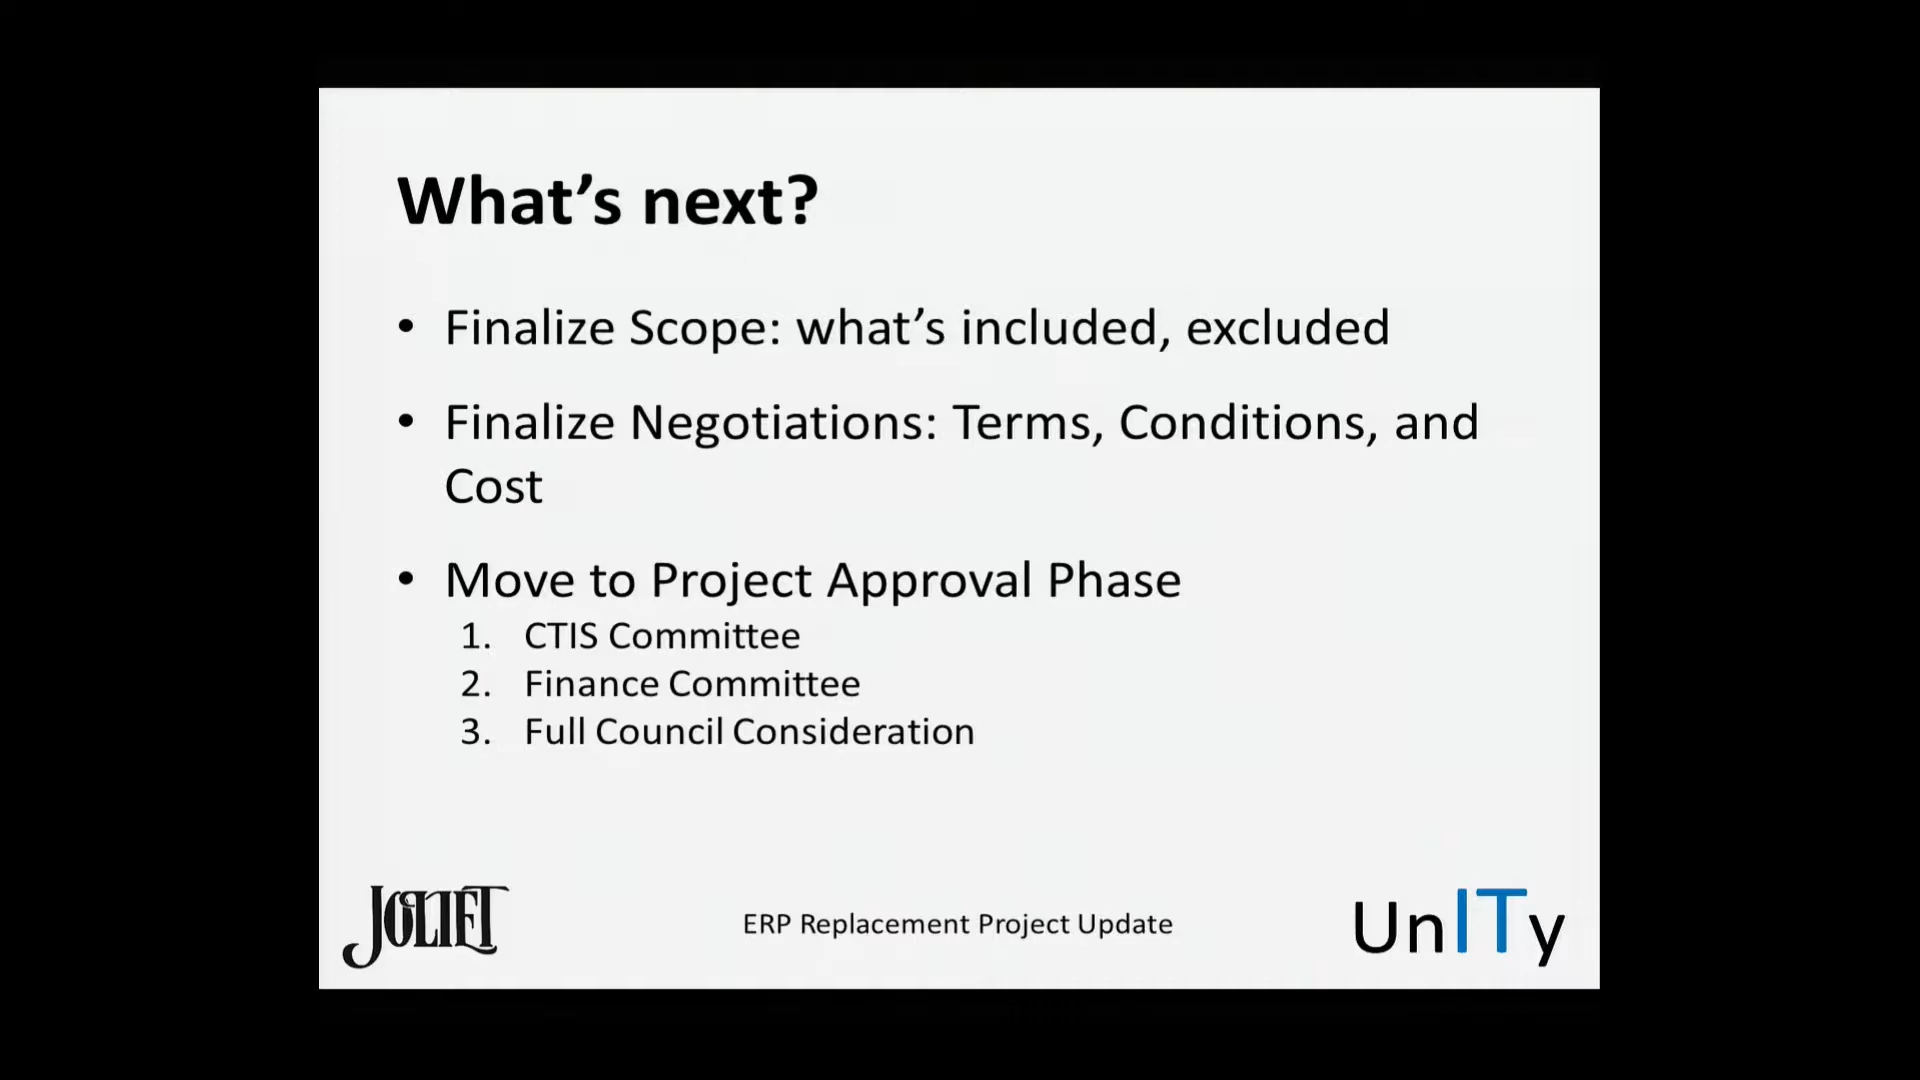 What’s next?
• Finalize Scope: what’s included, excluded
• Finalize Negotiations: Terms, Conditions, and
Cost
• Move to Project Approval Phase
1. CTIS Committee
2. Finance Committee
3. Full Council Consideration
JOLIET
ERP Replacement Project Update
UnITy